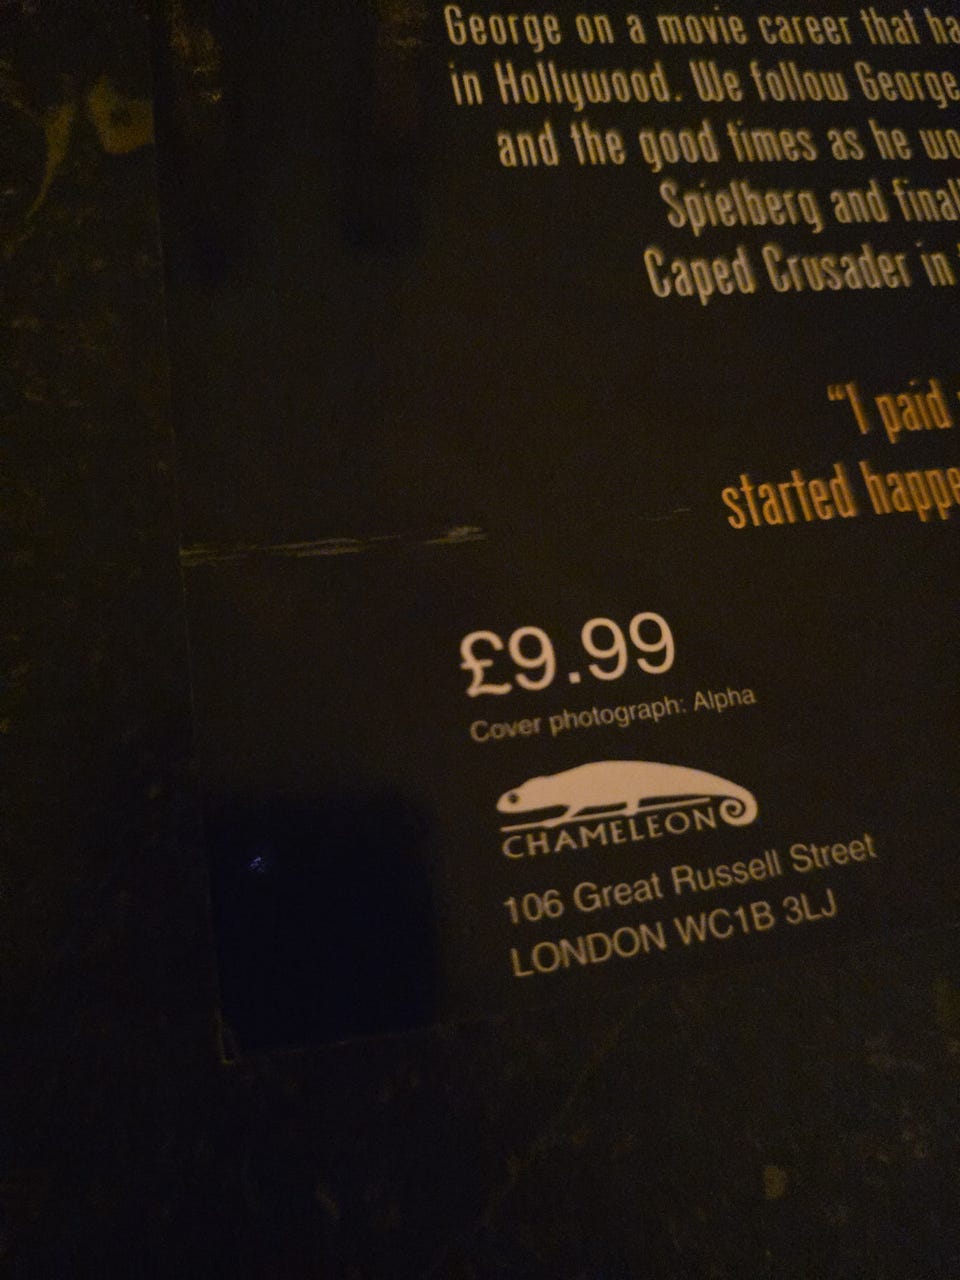 George on a movie career that ha
in Hollywood. We follow George
and the good times as he wo
Spielberg and final
Caped Crusader in
“I paid
started happe
£9.99
Cover photograph: Alpha
CHAMELEON
106 Great Russell Street
LONDON WC1B 3LJ